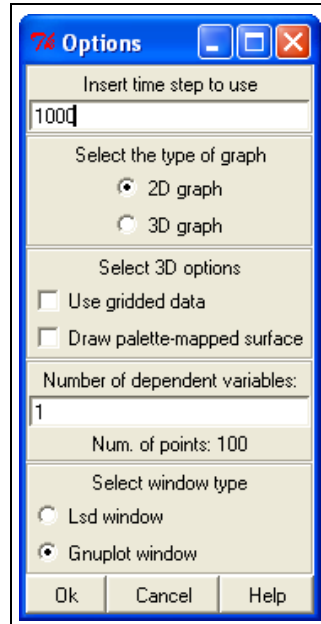 Options
Insert time step to use
1000
Select the type of graph
2D graph
3D graph
Select 3D options
Use gridded data
Draw palette-mapped surface
Number of dependent variables:
1
Num. of points: 100
Select window type
Lsd window
Gnuplot window
Ok Cancel Help